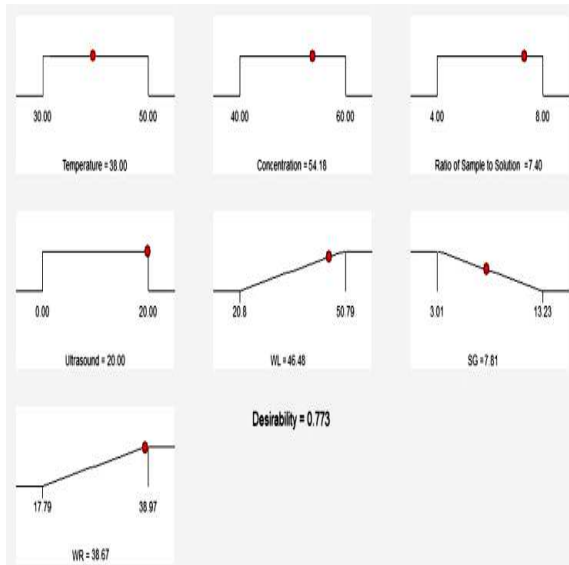 30.00 50.00
Temperature = 38.00
40.00 60.00
Concentration = 54.18
4.00 8.00
Ratio of Sample to Solution =7.40
0.00 20.00
Ultrasound = 20.00
20.8 50.79
WL = 46.48
3.01 13.23
SG = 7.81
17.79 38.97
WR = 38.67
Desirability = 0.773